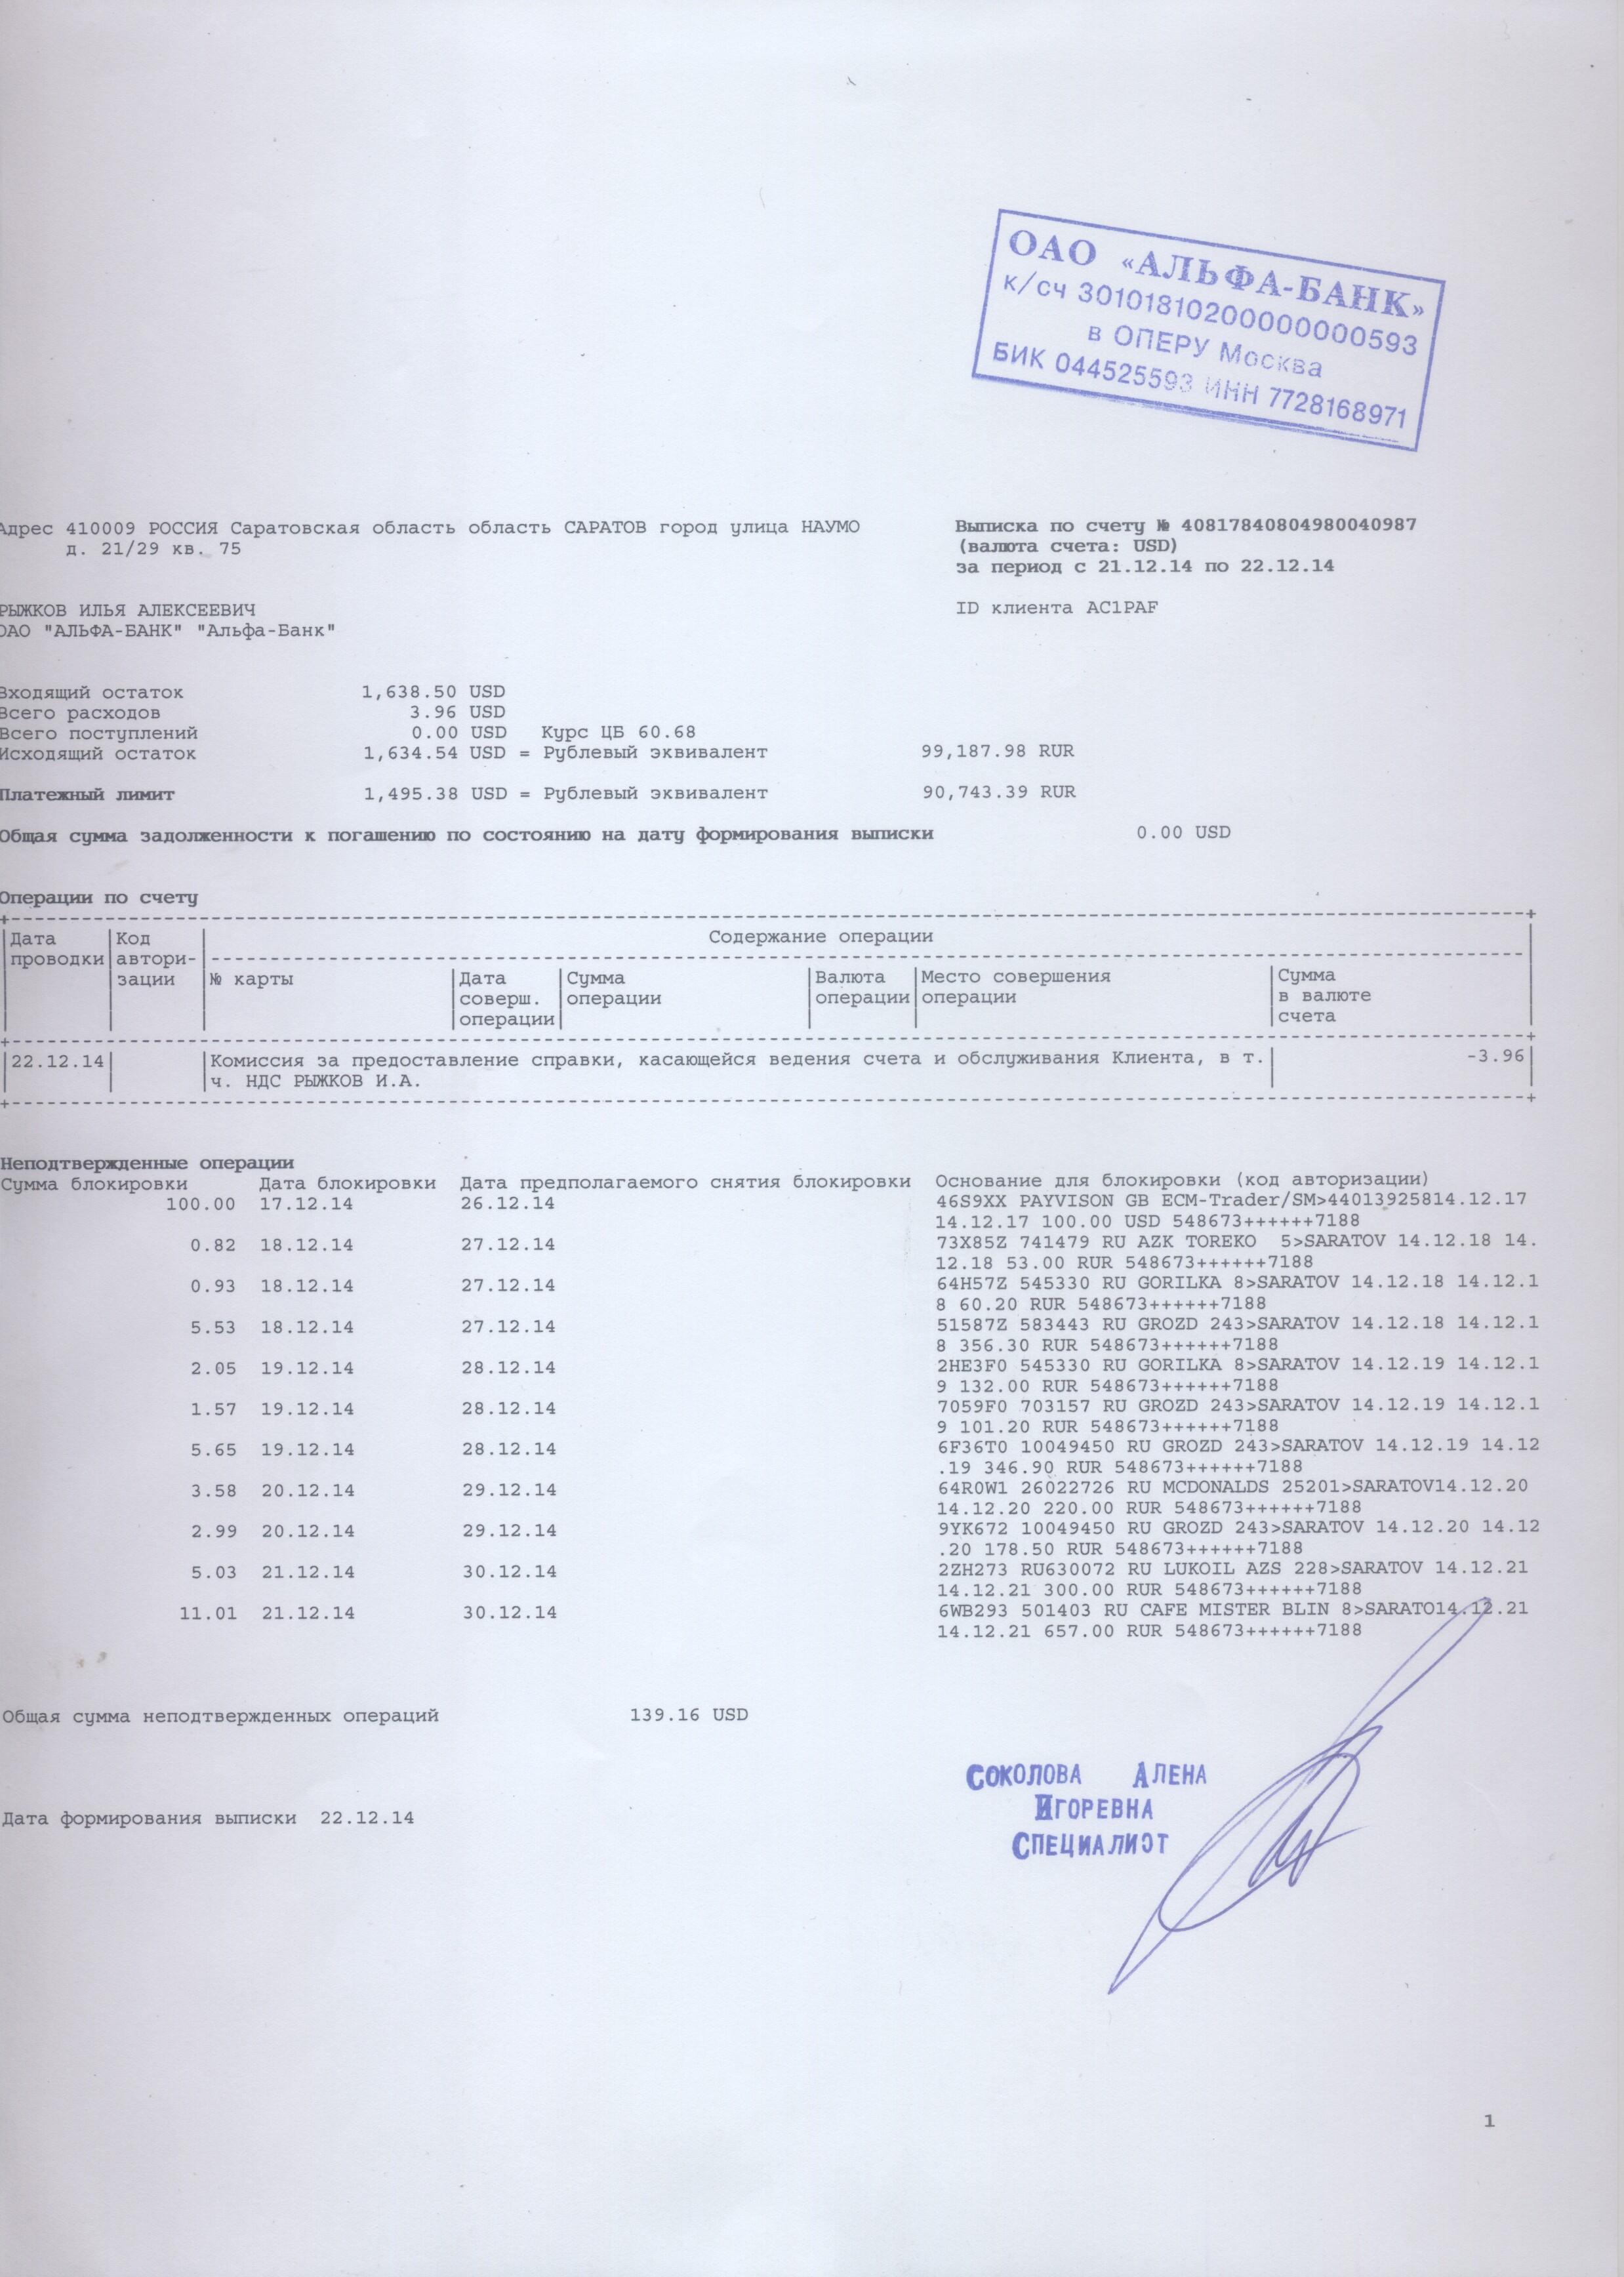 ОАО «АЛЬФА-БАНК»
к/сч 30101810200000000593
в ОПЕРУ Москва
БИК 044525593 ИНН 7728168971
Адрес 410009 РОССИЯ Саратовская область область САРАТОВ город улица НАУМО
д. 21/29 кв. 75
Выписка по счету № 40817840804980040987
(валюта счета: USD)
за период с 21.12.14 по 22.12.14
РЫЖКОВ ИЛЬЯ АЛЕКСЕЕВИЧ
ID клиента AC1PAF
ОАО "АЛЬФА-БАНК" "Альфа-Банк"
Входящий остаток 1,638.50 USD
Всего расходов 3.96 USD
Всего поступлений 0.00 USD Курс ЦБ 60.68
Исходящий остаток 1,634.54 USD = Рублевый эквивалент 99,187.98 RUR
Платежный лимит 1,495.38 USD = Рублевый эквивалент 90,743.39 RUR
Общая сумма задолженности к погашению по состоянию на дату формирования выписки 0.00 USD
Операции по счету
Дата Код Содержание операции
проводки автори-
зации № карты Дата Сумма Валюта Место совершения Сумма
соверш. операции операции операции в валюте
операции счета
22.12.14 Комиссия за предоставление справки, касающейся ведения счета и обслуживания Клиента, в т. -3.96
ч. НДС РЫЖКОВ И.А.
Неподтвержденные операции
Сумма блокировки Дата блокировки Дата предполагаемого снятия блокировки Основание для блокировки (код авторизации)
100.00 17.12.14 26.12.14 46S9XX PAYVISON GB ECM-Trader/SM>44013925814.12.17
14.12.17 100.00 USD 548673++++++7188
0.82 18.12.14 27.12.14 73X85Z 741479 RU AZK TOREKO 5>SARATOV 14.12.18 14.
12.18 53.00 RUR 548673++++++7188
0.93 18.12.14 27.12.14 64H57Z 545330 RU GORILKA 8>SARATOV 14.12.18 14.12.1
8 60.20 RUR 548673++++++7188
5.53 18.12.14 27.12.14 51587Z 583443 RU GROZD 243>SARATOV 14.12.18 14.12.1
8 356.30 RUR 548673++++++7188
2.05 19.12.14 28.12.14 2HE3F0 545330 RU GORILKA 8>SARATOV 14.12.19 14.12.1
9 132.00 RUR 548673++++++7188
1.57 19.12.14 28.12.14 7059F0 703157 RU GROZD 243>SARATOV 14.12.19 14.12.1
9 101.20 RUR 548673++++++7188
5.65 19.12.14 28.12.14 6F36T0 10049450 RU GROZD 243>SARATOV 14.12.19 14.12
.19 346.90 RUR 548673++++++7188
3.58 20.12.14 29.12.14 64R0W1 26022726 RU MCDONALDS 25201>SARATOV14.12.20
14.12.20 220.00 RUR 548673++++++7188
2.99 20.12.14 29.12.14 9YK672 10049450 RU GROZD 243>SARATOV 14.12.20 14.12
.20 178.50 RUR 548673++++++7188
5.03 21.12.14 30.12.14 2ZH273 RU630072 RU LUKOIL AZS 228>SARATOV 14.12.21
14.12.21 300.00 RUR 548673++++++7188
11.01 21.12.14 30.12.14 6WB293 501403 RU CAFE MISTER BLIN 8>SARATO14.12.21
14.12.21 657.00 RUR 548673++++++7188
Общая сумма неподтвержденных операций 139.16 USD
СОКОЛОВА АЛЕНА
ИГОРЕВНА
СПЕЦИАЛИСТ
Дата формирования выписки 22.12.14
1